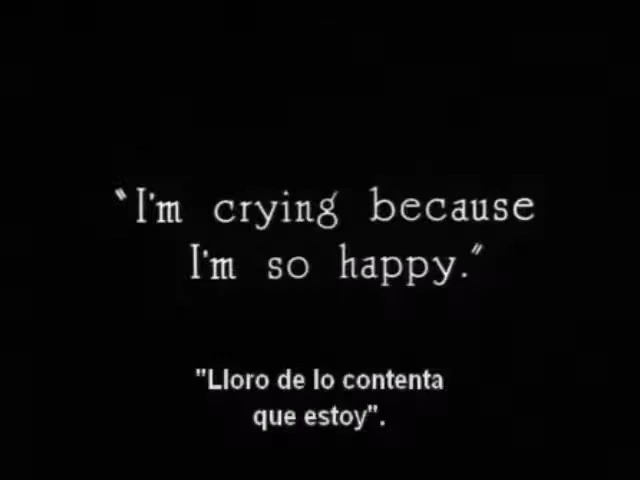 "I'm crying because
I'm so happy."
"Lloro de lo contenta
que estoy".